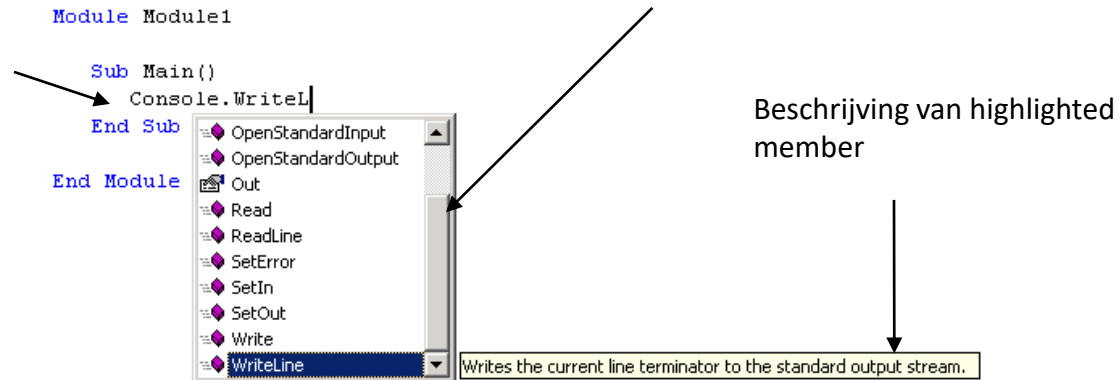 Module Module1
Sub Main()
Console.WriteL
End Sub
End Module
OpenStandardInput
OpenStandardOutput
Out
Read
ReadLine
SetError
SetIn
SetOut
Write
WriteLine
Writes the current line terminator to the standard output stream.
Beschrijving van highlighted
member